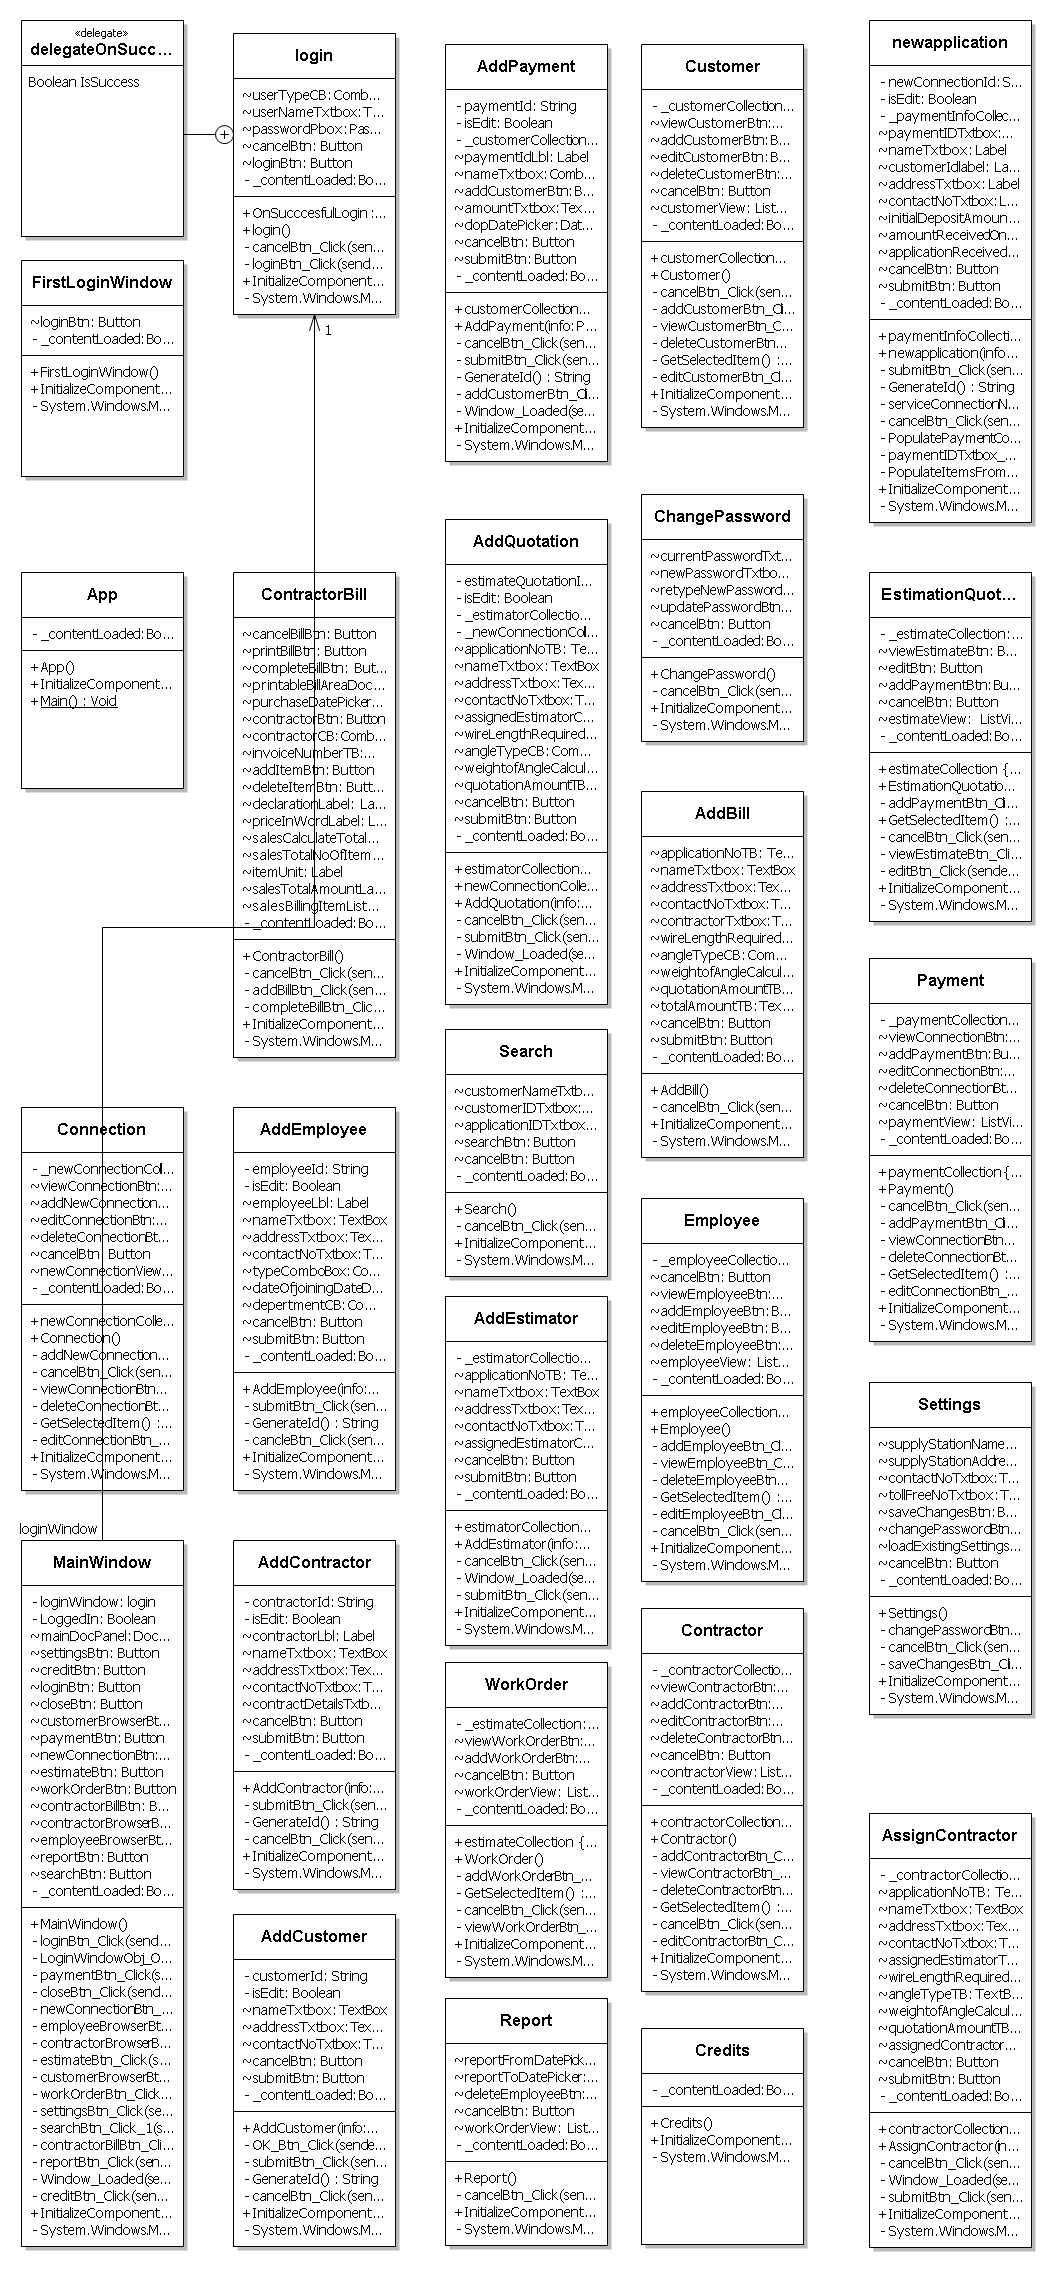 «delegate»
delegateOnSucc...
Boolean IsSuccess
FirstLoginWindow
~loginBtn: Button
- _contentLoaded: Bo...
+FirstLoginWindow()
+InitializeComponent...
-System.Windows.M...
App
- _contentLoaded: Bo...
+App()
+InitializeComponent...
+Main() : Void
Connection
- _newConnectionColl...
~viewConnectionBtn:...
~addNewConnection...
~editConnectionBtn:...
~deleteConnectionBt...
~cancelBtn: Button
~newConnectionView...
- _contentLoaded: Bo...
+newConnectionColle...
+Connection()
-addNewConnection...
-cancelBtn_Click(sen...
-viewConnectionBtn...
-deleteConnectionBt...
-GetSelectedItem() :...
-editConnectionBtn_...
+InitializeComponent...
-System.Windows.M...
loginWindow
MainWindow
-loginWindow: login
-LoggedIn: Boolean
~mainDocPanel: Doc...
~settingsBtn: Button
~creditBtn: Button
~loginBtn: Button
~closeBtn: Button
~customerBrowserBt...
~paymentBtn: Button
~newConnectionBtn:...
~estimateBtn: Button
~workOrderBtn: Button
~contractorBillBtn: B...
~contractorBrowserBt...
~employeeBrowserBt...
~reportBtn: Button
~searchBtn: Button
- _contentLoaded: Bo...
+MainWindow()
-loginBtn_Click(send...
-LoginWindowObj_O...
-paymentBtn_Click(s...
-closeBtn_Click(send...
-newConnectionBtn_...
-employeeBrowserBt...
-contractorBrowserB...
-estimateBtn_Click(s...
-customerBrowserBt...
-workOrderBtn_Click...
-settingsBtn_Click(se...
-searchBtn_Click_1(s...
-contractorBillBtn_Cli...
-reportBtn_Click(sen...
-Window_Loaded(se...
-creditBtn_Click(sen...
+InitializeComponent...
-System.Windows.M...
login
~userTypeCB: Comb...
~userNameTxtbox: T...
~passwordPbox: Pas...
~cancelBtn: Button
~loginBtn: Button
- _contentLoaded: Bo...
+OnSucccesfulLogin :...
+login()
-cancelBtn_Click(sen...
-loginBtn_Click(send...
+InitializeComponent...
-System.Windows.M...
1
ContractorBill
~cancelBillBtn: Button
~printBillBtn: Button
~completeBillBtn: But...
~printableBillAreaDoc...
~purchaseDatePicker...
~contractorBtn: Button
~contractorCB: Comb...
~invoiceNumberTB:...
~addItemBtn: Button
~deleteItemBtn: Butt...
~declarationLabel: La...
~priceInWordLabel: L...
~salesCalculateTotal...
~salesTotalNoOfItem...
~itemUnit: Label
~salesTotalAmountLa...
~salesBillingItemList...
- _contentLoaded: Bo...
+ContractorBill()
-cancelBtn_Click(sen...
-addBillBtn_Click(sen...
-completeBillBtn_Clic...
+InitializeComponent...
-System.Windows.M...
AddEmployee
-employeeId: String
-isEdit: Boolean
~employeeLbl: Label
~nameTxtbox: TextBox
~addressTxtbox: Tex...
~contactNoTxtbox: T...
~typeComboBox: Co...
~dateOfjoiningDateD...
~depertmentCB: Co...
~cancelBtn: Button
~submitBtn: Button
- _contentLoaded: Bo...
+AddEmployee(info:...
-submitBtn_Click(sen...
-GenerateId() : String
-cancleBtn_Click(sen...
+InitializeComponent...
-System.Windows.M...
AddContractor
-contractorId: String
-isEdit: Boolean
~contractorLbl: Label
~nameTxtbox: TextBox
~addressTxtbox: Tex...
~contactNoTxtbox: T...
~contractDetailsTxtb...
~cancelBtn: Button
~submitBtn: Button
- _contentLoaded: Bo...
+AddContractor(info:...
-submitBtn_Click(sen...
-GenerateId() : String
-cancelBtn_Click(sen...
+InitializeComponent...
-System.Windows.M...
AddCustomer
-customerId: String
-isEdit: Boolean
~nameTxtbox: TextBox
~addressTxtbox: Tex...
~contactNoTxtbox: T...
~cancelBtn: Button
~submitBtn: Button
- _contentLoaded: Bo...
+AddCustomer(info:...
-OK_Btn_Click(sende...
-submitBtn_Click(sen...
-GenerateId() : String
-cancelBtn_Click(sen...
+InitializeComponent...
-System.Windows.M...
AddPayment
-paymentId: String
-isEdit: Boolean
- _customerCollection...
~paymentIdLbl: Label
~nameTxtbox: Comb...
~addCustomerBtn: B...
~amountTxtbox: Tex...
~dopDatePicker: Dat...
~cancelBtn: Button
~submitBtn: Button
- _contentLoaded: Bo...
+customerCollection...
+AddPayment(info: P...
-cancelBtn_Click(sen...
-submitBtn_Click(sen...
-GenerateId() : String
-addCustomerBtn_Cli...
-Window_Loaded(se...
+InitializeComponent...
-System.Windows.M...
AddQuotation
-estimateQuotationI...
-isEdit: Boolean
- _estimatorCollectio...
- _newConnectionColl...
~applicationNoTB: Te...
~nameTxtbox: TextBox
~addressTxtbox: Tex...
~contactNoTxtbox: T...
~assignedEstimatorC...
~wireLengthRequired...
~angleTypeCB: Com...
~weightofAngleCalcul...
~quotationAmountTB...
~cancelBtn: Button
~submitBtn: Button
- _contentLoaded: Bo...
+estimatorCollection...
+newConnectionColle...
+AddQuotation(info:...
-cancelBtn_Click(sen...
-submitBtn_Click(sen...
-Window_Loaded(se...
+InitializeComponent...
-System.Windows.M...
Search
~customerNameTxtb...
~customerIDTxtbox:...
~applicationIDTxtbox:...
~searchBtn: Button
~cancelBtn: Button
- _contentLoaded: Bo...
+Search()
-cancelBtn_Click(sen...
+InitializeComponent...
-System.Windows.M...
AddEstimator
- _estimatorCollectio...
~applicationNoTB: Te...
~nameTxtbox: TextBox
~addressTxtbox: Tex...
~contactNoTxtbox: T...
~assignedEstimatorC...
~cancelBtn: Button
~submitBtn: Button
- _contentLoaded: Bo...
+estimatorCollection...
+AddEstimator(info:...
-cancelBtn_Click(sen...
-Window_Loaded(se...
-submitBtn_Click(sen...
+InitializeComponent...
-System.Windows.M...
WorkOrder
- _estimateCollection:...
~viewWorkOrderBtn:...
~addWorkOrderBtn:...
~cancelBtn: Button
~workOrderView: List...
- _contentLoaded: Bo...
+estimateCollection {...
+WorkOrder()
-addWorkOrderBtn_...
-GetSelectedItem() :...
-cancelBtn_Click(sen...
-viewWorkOrderBtn_...
+InitializeComponent...
-System.Windows.M...
Report
~reportFromDatePick...
~reportToDatePicker:...
~deleteEmployeeBtn:...
~cancelBtn: Button
~workOrderView: List...
- _contentLoaded: Bo...
+Report()
-cancelBtn_Click(sen...
+InitializeComponent...
-System.Windows.M...
Customer
- _customerCollection...
~viewCustomerBtn:...
~addCustomerBtn: B...
~editCustomerBtn: B...
~deleteCustomerBtn:...
~cancelBtn: Button
~customerView: List...
- _contentLoaded: Bo...
+customerCollection...
+Customer()
-cancelBtn_Click(sen...
-addCustomerBtn_Cli...
-viewCustomerBtn_C...
-deleteCustomerBtn...
-GetSelectedItem() :...
-editCustomerBtn_Cl...
+InitializeComponent...
-System.Windows.M...
ChangePassword
~currentPasswordTxt...
~newPasswordTxtbo...
~retypeNewPassword...
~updatePasswordBtn...
~cancelBtn: Button
- _contentLoaded: Bo...
+ChangePassword()
-cancelBtn_Click(sen...
+InitializeComponent...
-System.Windows.M...
AddBill
~applicationNoTB: Te...
~nameTxtbox: TextBox
~addressTxtbox: Tex...
~contactNoTxtbox: T...
~contractorTxtbox: T...
~wireLengthRequired...
~angleTypeCB: Com...
~weightofAngleCalcul...
~quotationAmountTB...
~totalAmountTB: Tex...
~cancelBtn: Button
~submitBtn: Button
- _contentLoaded: Bo...
+AddBill()
-cancelBtn_Click(sen...
+InitializeComponent...
-System.Windows.M...
Employee
- _employeeCollectio...
~cancelBtn: Button
~viewEmployeeBtn:...
~addEmployeeBtn: B...
~editEmployeeBtn: B...
~deleteEmployeeBtn:...
~employeeView: List...
- _contentLoaded: Bo...
+employeeCollection...
+Employee()
-addEmployeeBtn_Cl...
-viewEmployeeBtn_C...
-deleteEmployeeBtn...
-GetSelectedItem() :...
-editEmployeeBtn_Cl...
-cancelBtn_Click(sen...
+InitializeComponent...
-System.Windows.M...
Contractor
- _contractorCollectio...
~viewContractorBtn:...
~addContractorBtn:...
~editContractorBtn:...
~deleteContractorBtn...
~cancelBtn: Button
~contractorView: List...
- _contentLoaded: Bo...
+contractorCollection...
+Contractor()
-addContractorBtn_C...
-viewContractorBtn_...
-deleteContractorBtn...
-GetSelectedItem() :...
-cancelBtn_Click(sen...
-editContractorBtn_C...
+InitializeComponent...
-System.Windows.M...
Credits
- _contentLoaded: Bo...
+Credits()
+InitializeComponent...
-System.Windows.M...
newapplication
-newConnectionId: S...
-isEdit: Boolean
- _paymentInfoCollec...
~paymentIDTxtbox:...
~nameTxtbox: Label
~customerIdlabel: La...
~addressTxtbox: Label
~contactNoTxtbox: L...
~initialDepositAmoun...
~amountReceivedOn...
~applicationReceived...
~cancelBtn: Button
~submitBtn: Button
- _contentLoaded: Bo...
+paymentInfoCollecti...
+newapplication(info...
-submitBtn_Click(sen...
-GenerateId() : String
-serviceConnectionN...
-cancelBtn_Click(sen...
-PopulatePaymentCo...
-paymentIDTxtbox_...
-PopulateItemsFrom...
+InitializeComponent...
-System.Windows.M...
EstimationQuot...
- _estimateCollection:...
~viewEstimateBtn: B...
~editBtn: Button
~addPaymentBtn: Bu...
~cancelBtn: Button
~estimateView: ListVi...
- _contentLoaded: Bo...
+estimateCollection {...
+EstimationQuotatio...
-addPaymentBtn_Cli...
+GetSelectedItem() :...
-cancelBtn_Click(sen...
-viewEstimateBtn_Cli...
-editBtn_Click(sende...
+InitializeComponent...
-System.Windows.M...
Payment
- _paymentCollection...
~viewConnectionBtn:...
~addPaymentBtn: Bu...
~editConnectionBtn:...
~deleteConnectionBt...
~cancelBtn: Button
~paymentView: ListVi...
- _contentLoaded: Bo...
+paymentCollection {...
+Payment()
-cancelBtn_Click(sen...
-addPaymentBtn_Cli...
-viewConnectionBtn...
-deleteConnectionBt...
-GetSelectedItem() :...
-editConnectionBtn_...
+InitializeComponent...
-System.Windows.M...
Settings
~supplyStationName...
~supplyStationAddre...
~contactNoTxtbox: T...
~tollFreeNoTxtbox: T...
~saveChangesBtn: B...
~changePasswordBtn...
~loadExistingSettings...
~cancelBtn: Button
- _contentLoaded: Bo...
+Settings()
-changePasswordBtn...
-cancelBtn_Click(sen...
-saveChangesBtn_Cli...
+InitializeComponent...
-System.Windows.M...
AssignContractor
- _contractorCollectio...
~applicationNoTB: Te...
~nameTxtbox: TextBox
~addressTxtbox: Tex...
~contactNoTxtbox: T...
~assignedEstimatorT...
~wireLengthRequired...
~angleTypeTB: TextB...
~weightofAngleCalcul...
~quotationAmountTB...
~assignedContractor...
~cancelBtn: Button
~submitBtn: Button
- _contentLoaded: Bo...
+contractorCollection...
+AssignContractor(in...
-cancelBtn_Click(sen...
-Window_Loaded(se...
-submitBtn_Click(sen...
+InitializeComponent...
-System.Windows.M...